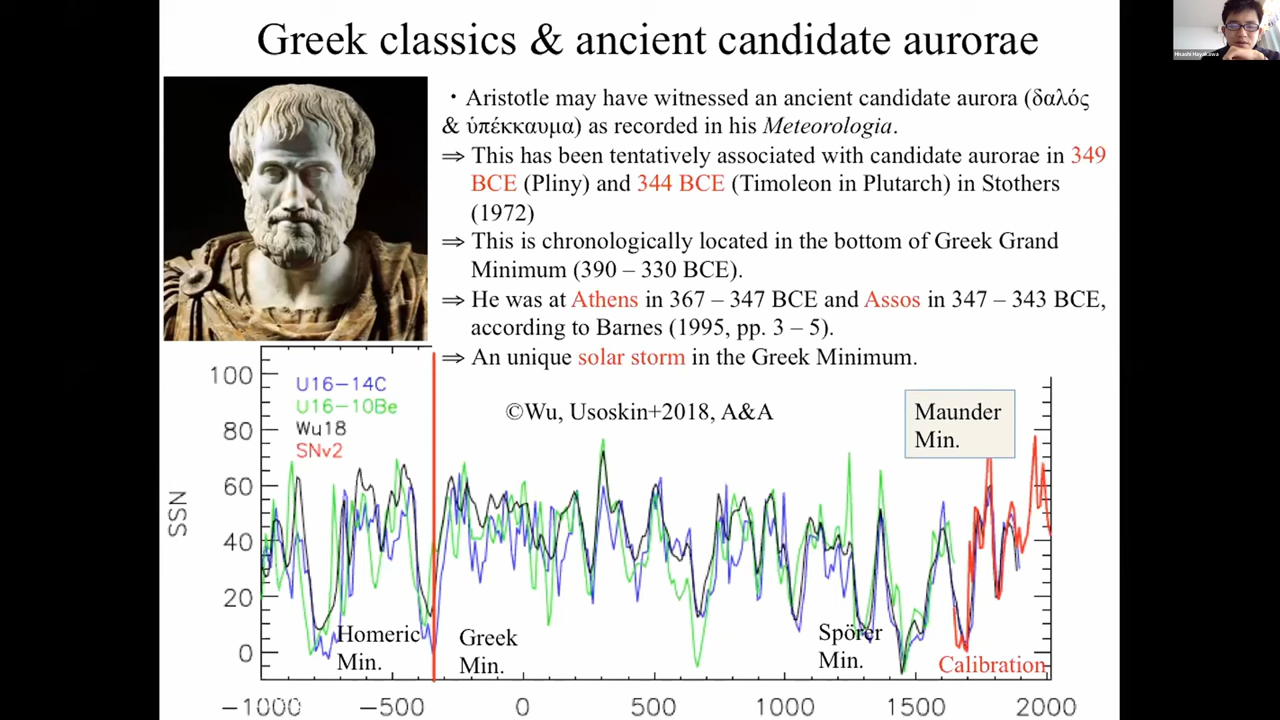 Greek classics & ancient candidate aurorae
Hisashi Hayakawa
・Aristotle may have witnessed an ancient candidate aurora (δαλός
& ὑπέκκαυμα) as recorded in his Meteorologia.
⇒ This has been tentatively associated with candidate aurorae in 349
BCE (Pliny) and 344 BCE (Timoleon in Plutarch) in Stothers
(1972)
⇒ This is chronologically located in the bottom of Greek Grand
Minimum (390 – 330 BCE).
⇒ He was at Athens in 367 – 347 BCE and Assos in 347 – 343 BCE,
according to Barnes (1995, pp. 3 – 5).
⇒ An unique solar storm in the Greek Minimum.
U16−14C
U16−10Be
Wu18
SNv2
©Wu, Usoskin+2018, A&A
Maunder
Min.
SSN
100
80
60
40
20
0
Homeric
Min.
Greek
Min.
Spörer
Min.
Calibration
−1000
−500
0
500
1000
1500
2000